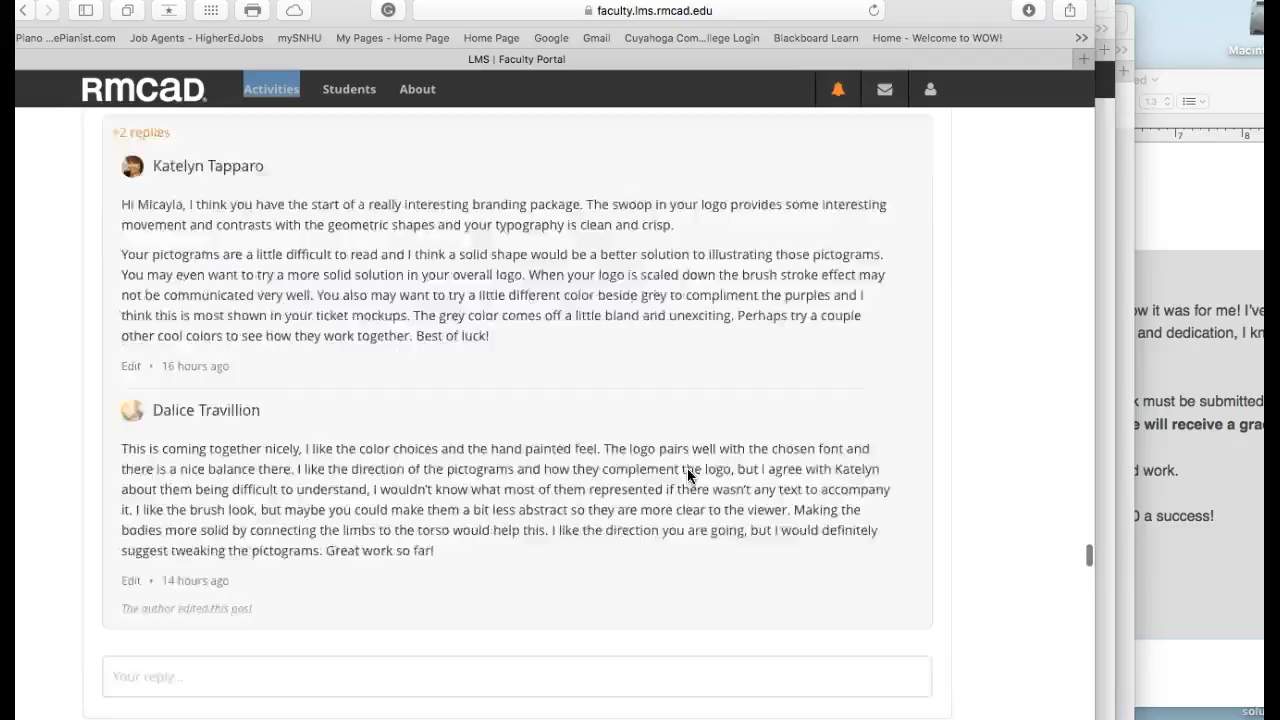 faculty.lms.rmcad.edu
Piano ...ePianist.com Job Agents - HigherEdJobs mySNHU My Pages - Home Page Home Page Google Gmail Cuyahoga Com...llege Login Blackboard Learn Home - Welcome to WOW!
LMS | Faculty Portal
RMCAD Activities Students About
+2 replies
Katelyn Tapparo
Hi Micayla, I think you have the start of a really interesting branding package. The swoop in your logo provides some interesting
movement and contrasts with the geometric shapes and your typography is clean and crisp.
Your pictograms are a little difficult to read and I think a solid shape would be a better solution to illustrating those pictograms.
You may even want to try a more solid solution in your overall logo. When your logo is scaled down the brush stroke effect may
not be communicated very well. You also may want to try a little different color beside grey to compliment the purples and I
think this is most shown in your ticket mockups. The grey color comes off a little bland and unexciting. Perhaps try a couple
other cool colors to see how they work together. Best of luck!
Edit • 16 hours ago
Dalice Travillion
This is coming together nicely, I like the color choices and the hand painted feel. The logo pairs well with the chosen font and
there is a nice balance there. I like the direction of the pictograms and how they complement the logo, but I agree with Katelyn
about them being difficult to understand, I wouldn't know what most of them represented if there wasn't any text to accompany
it. I like the brush look, but maybe you could make them a bit less abstract so they are more clear to the viewer. Making the
bodies more solid by connecting the limbs to the torso would help this. I like the direction you are going, but I would definitely
suggest tweaking the pictograms. Great work so far!
Edit • 14 hours ago
The author edited this post
Your reply ...
Macin
ed
1.3
7 8
ow it was for me! I've
and dedication, I kn
k must be submitted
e will receive a gra
d work.
0 a success!
solu